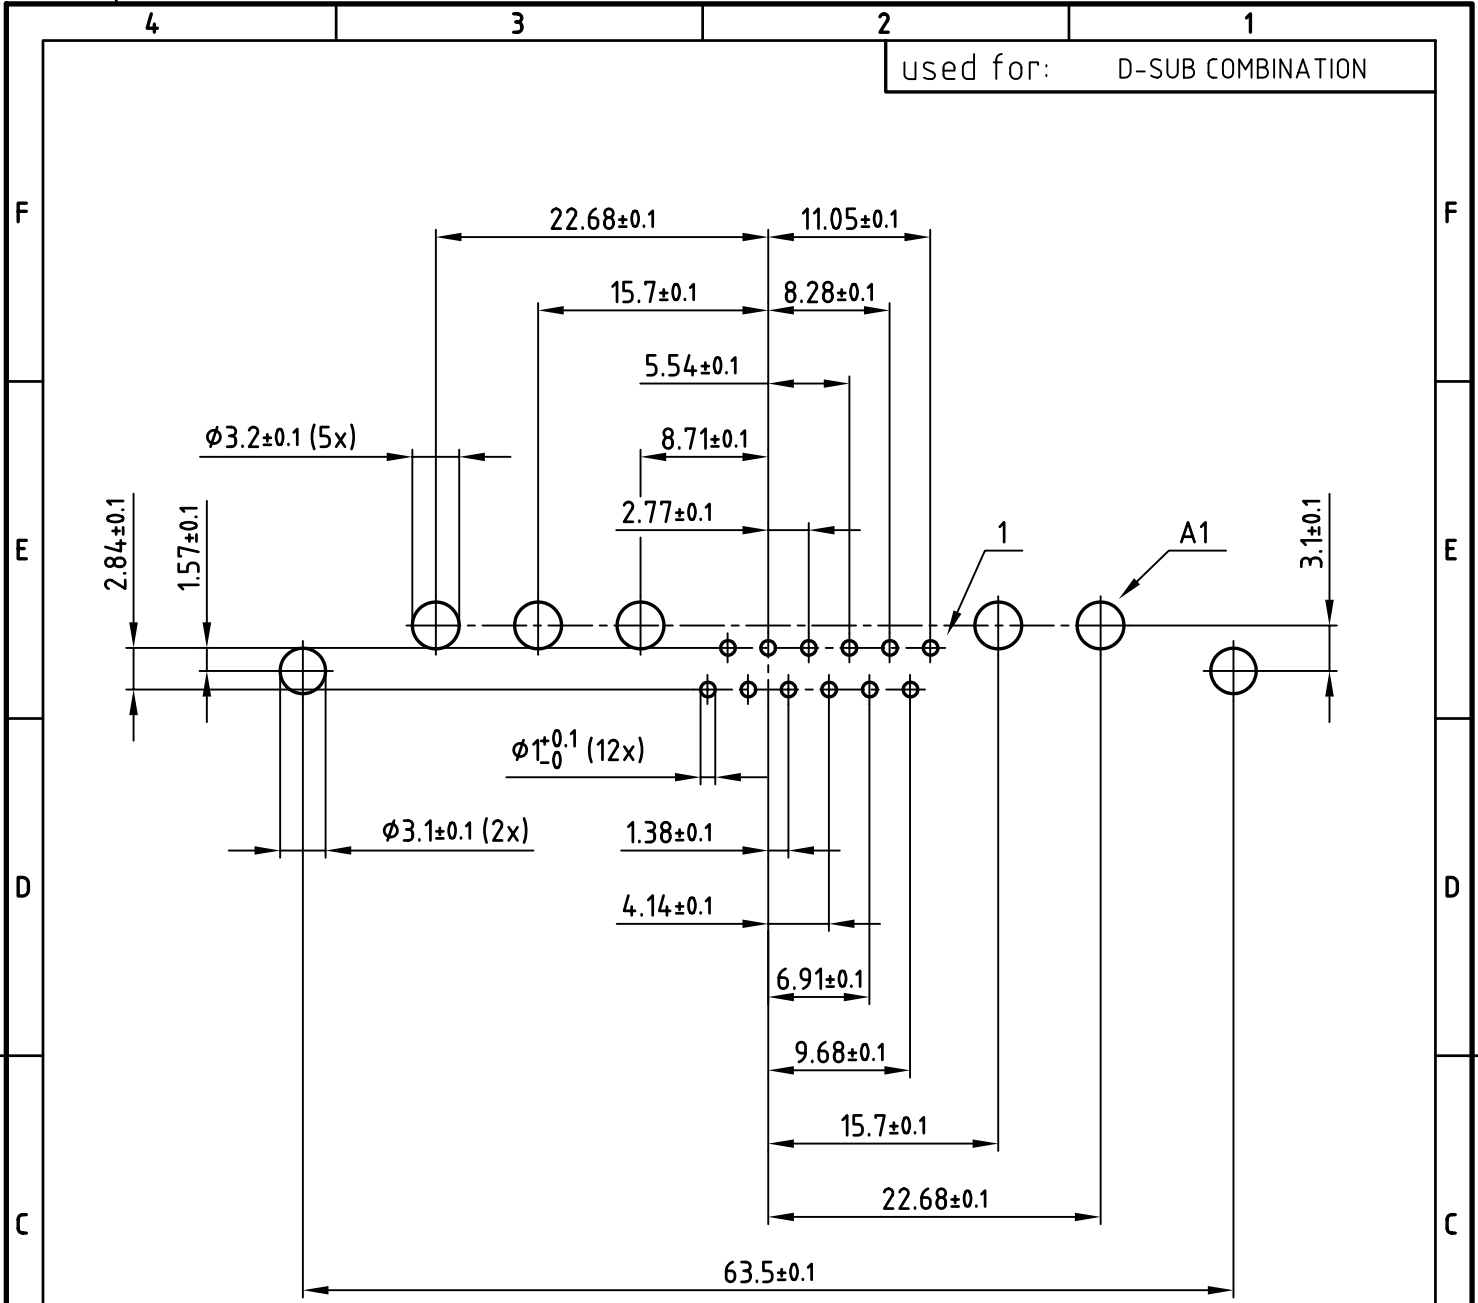 4 3 2 1
used for: D-SUB COMBINATION
F F
22.68±0.1 11.05±0.1
15.7±0.1 8.28±0.1
5.54±0.1
ø3.2±0.1 (5x) 8.71±0.1
2.77±0.1
2.84±0.1 1.57±0.1 1 A1 3.1±0.1
E E
ø1 +0.1 -0 (12x)
ø3.1±0.1 (2x) 1.38±0.1
D D
4.14±0.1
6.91±0.1
9.68±0.1
15.7±0.1
22.68±0.1
C C
63.5±0.1